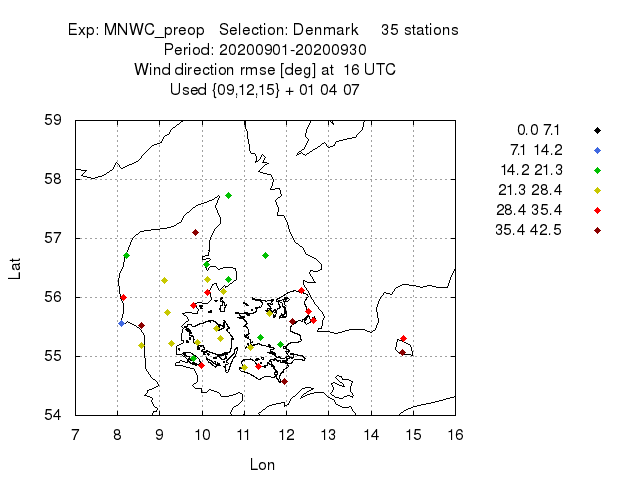 Exp: MNWC_preop Selection: Denmark 35 stations
Period: 20200901-20200930
Wind direction rmse [deg] at 16 UTC
Used {09,12,15} + 01 04 07
59
58
57
56
55
54
Lat
7 8 9 10 11 12 13 14 15 16
Lon
0.0 7.1
7.1 14.2
14.2 21.3
21.3 28.4
28.4 35.4
35.4 42.5